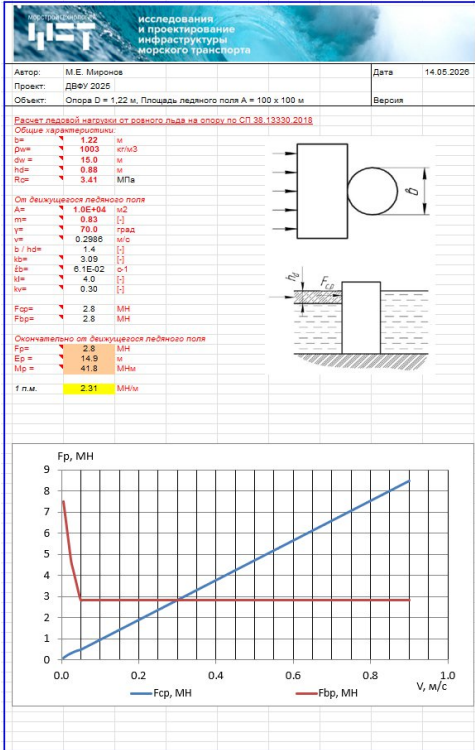 морстройтехнология
исследования
и проектирование
инфраструктуры
морского транспорта
Автор: М.Е. Миронов Дата 14.05.2026
Проект: ДВФУ 2025
Объект: Опора D = 1,22 м, Площадь ледяного поля А = 100 х 100 м Версия
Расчет ледовой нагрузки от ровного льда на опору по СП 38.13330.2018
Общие характеристики:
b= 1.22 м
ρw= 1003 кг/м3
dw = 15.0 м
hd= 0.88 м
Rc= 3.41 МПа
От движущегося ледяного поля
A= 1.0E+04 м2
m= 0.83 [-]
γ= 70.0 град
v= 0.2986 м/с
b / hd= 1.4 [-]
kb= 3.09 [-]
έb= 6.1E-02 с-1
kl= 4.0 [-]
kv= 0.30 [-]
Fcp= 2.8 МН
Fbp= 2.8 МН
Окончательно от движущегося ледяного поля
Fp= 2.8 МН
Ep = 14.9 м
Mp = 41.8 МНм
1 п.м. 2.31 МН/м
hd
Fc,p
Fp, МН
9
8
7
6
5
4
3
2
1
0
0.0 0.2 0.4 0.6 0.8 1.0
V, м/с
Fcp, МН Fbp, МН